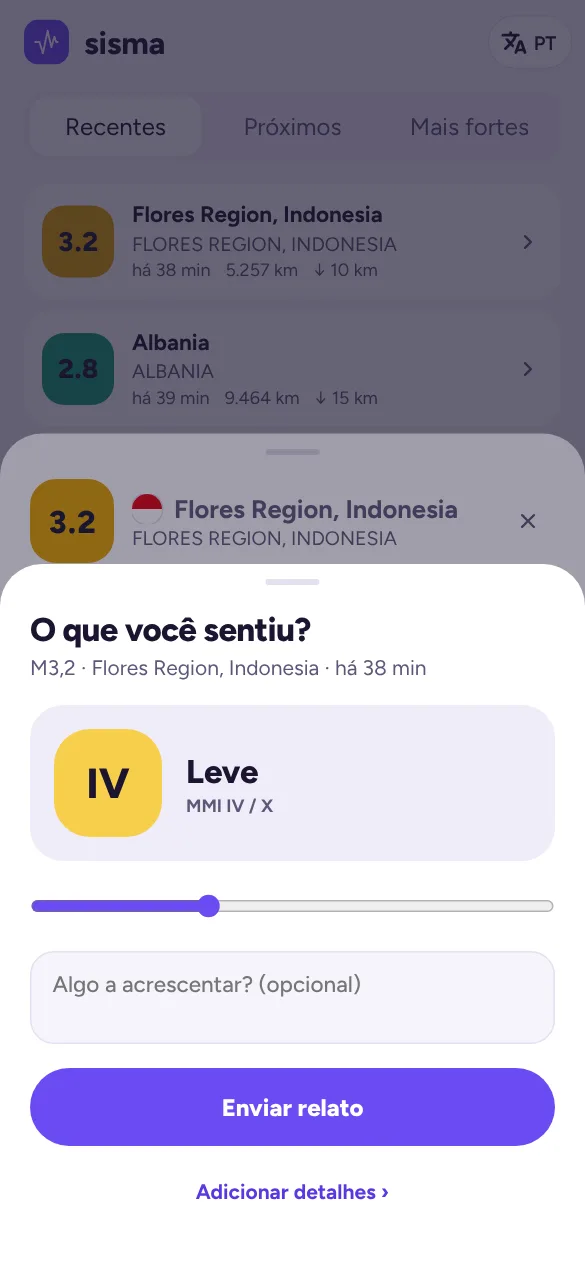 sisma
PT
Recentes Próximos Mais fortes
3.2
Flores Region, Indonesia
FLORES REGION, INDONESIA
há 38 min 5.257 km ↓ 10 km
2.8
Albania
ALBANIA
há 39 min 9.464 km ↓ 15 km
3.2
Flores Region, Indonesia
FLORES REGION, INDONESIA
O que você sentiu?
M3,2 · Flores Region, Indonesia · há 38 min
IV
Leve
MMI IV / X
Algo a acrescentar? (opcional)
Enviar relato
Adicionar detalhes ›